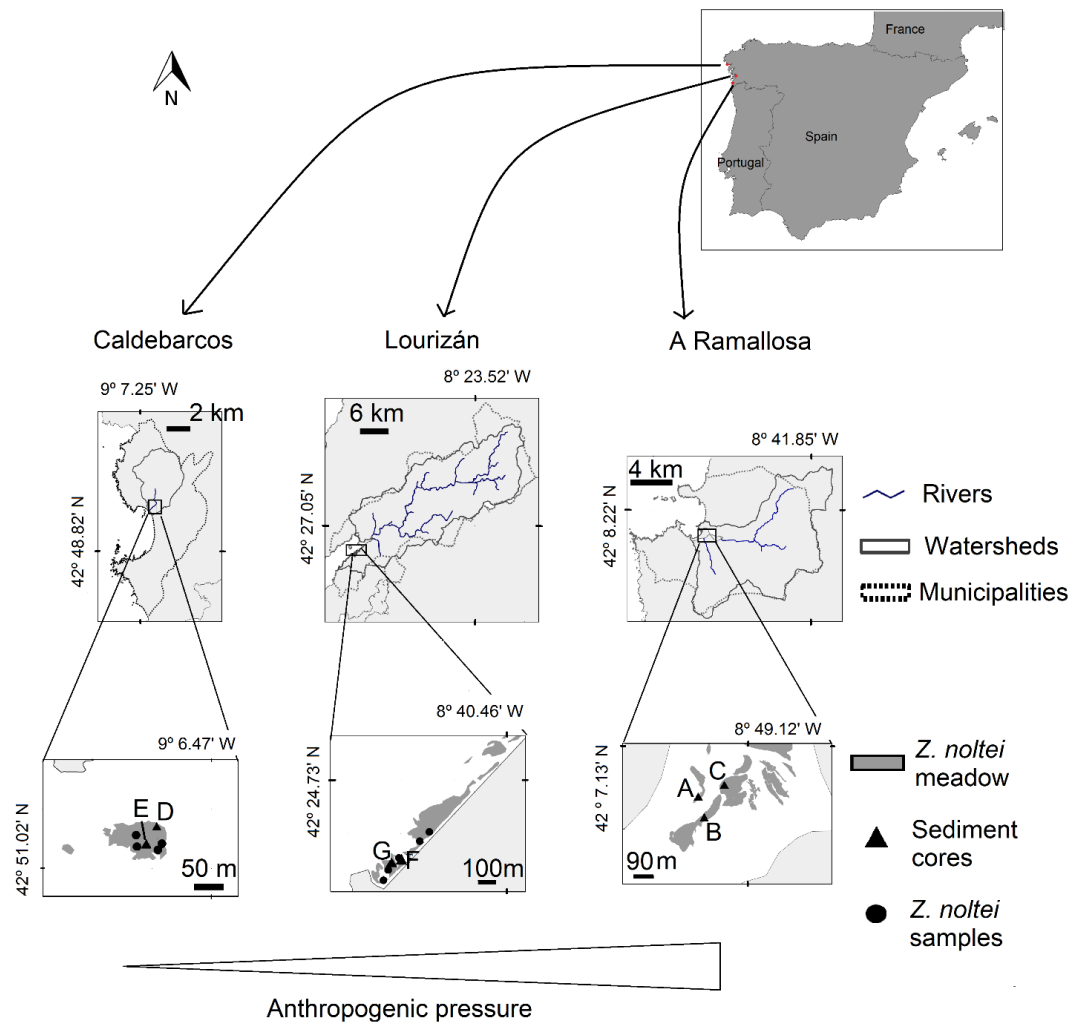 France
N
Spain
Portugal
Caldebarcos
Lourizán
A Ramallosa
9º 7.25' W
2 km
42º 48.82' N
8º 23.52' W
6 km
42º 27.05' N
8º 41.85' W
4 km
42º 8.22' N
Rivers
Watersheds
Municipalities
9º 6.47' W
42º 51.02' N
E
D
50 m
8º 40.46' W
42º 24.73' N
G
F
100m
8º 49.12' W
42º 7.13' N
A
C
B
90 m
Z. noltei
meadow
Sediment
cores
Z. noltei
samples
Anthropogenic pressure